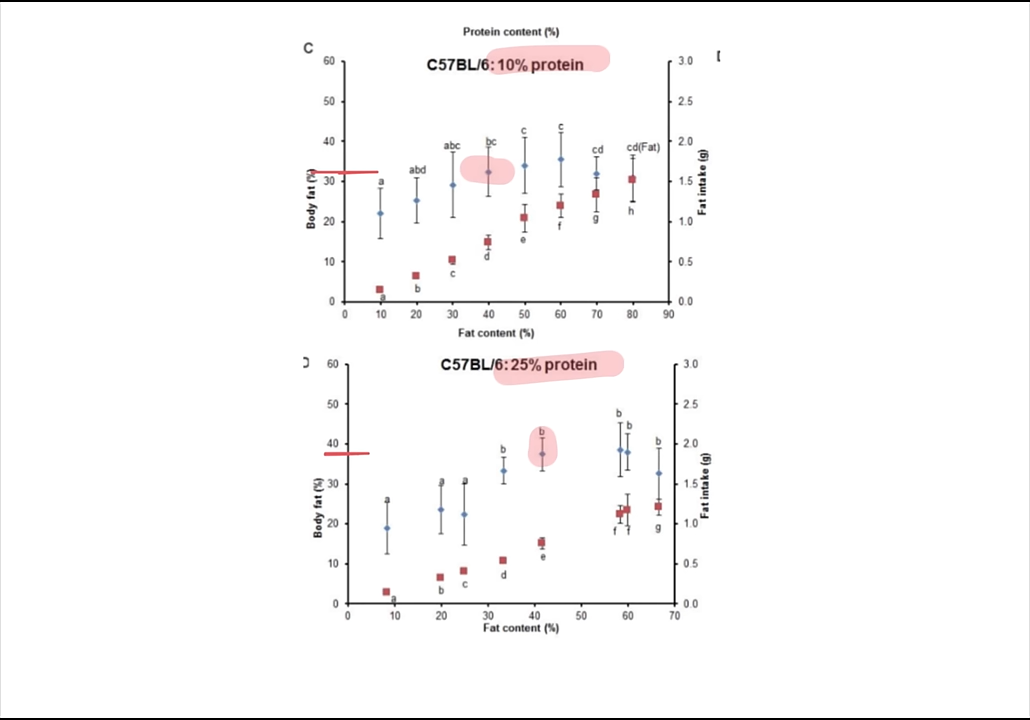 Protein content (%)
C
C57BL/6: 10% protein
60 3.0
50 2.5
40 2.0
30 1.5
20 1.0
10 0.5
0 0.0
a abd abc bc c c cd cd(Fat)
a b c d e f g h
Body fat (%)
Fat intake (g)
0 10 20 30 40 50 60 70 80 90
Fat content (%)
C57BL/6: 25% protein
60 3.0
50 2.5
40 2.0
30 1.5
20 1.0
10 0.5
0 0.0
a a a b b b b b
a b c d e f f g
Body fat (%)
Fat intake (g)
0 10 20 30 40 50 60 70
Fat content (%)